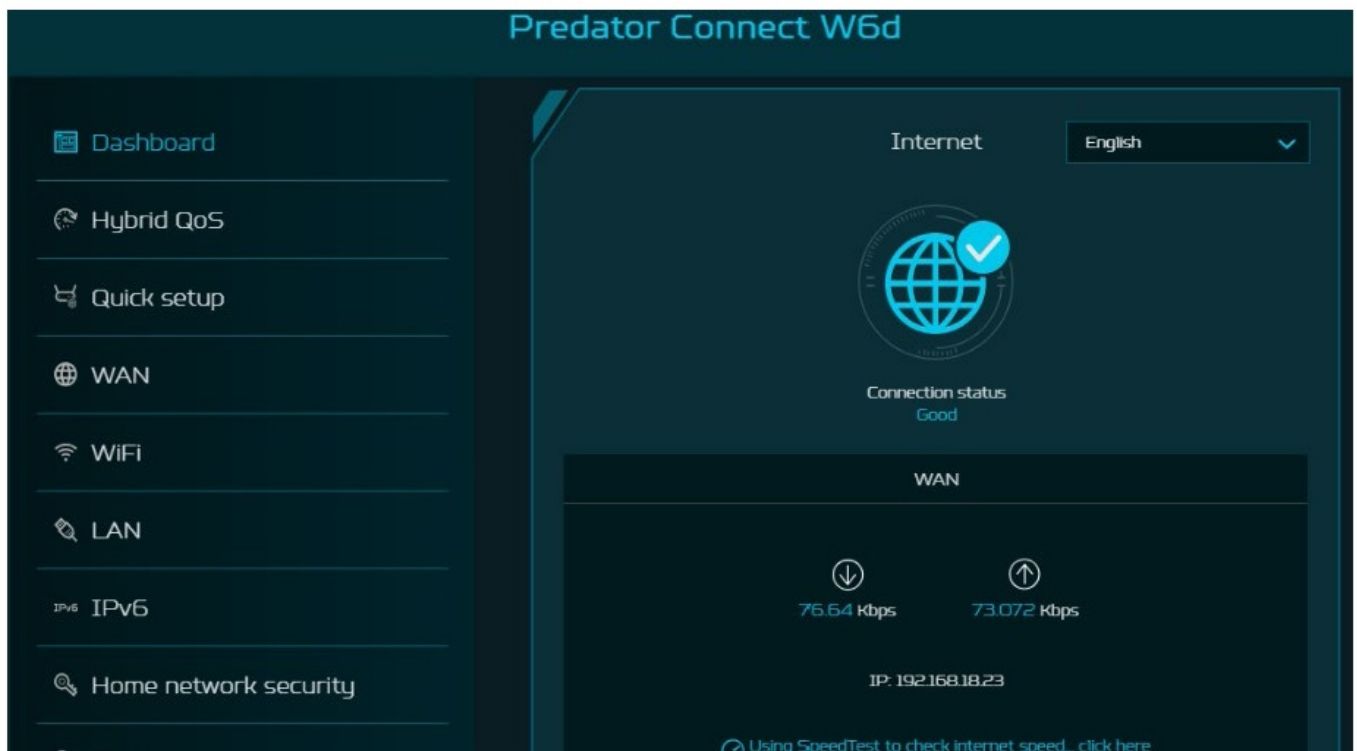 Predator Connect W6d
Dashboard
Hybrid QoS
Quick setup
WAN
WiFi
LAN
IPv6 IPv6
Home network security
Internet
English
Connection status
Good
WAN
76.64 Kbps
73.072 Kbps
IP: 192.168.18.23
Using SpeedTest to check internet speed... click here